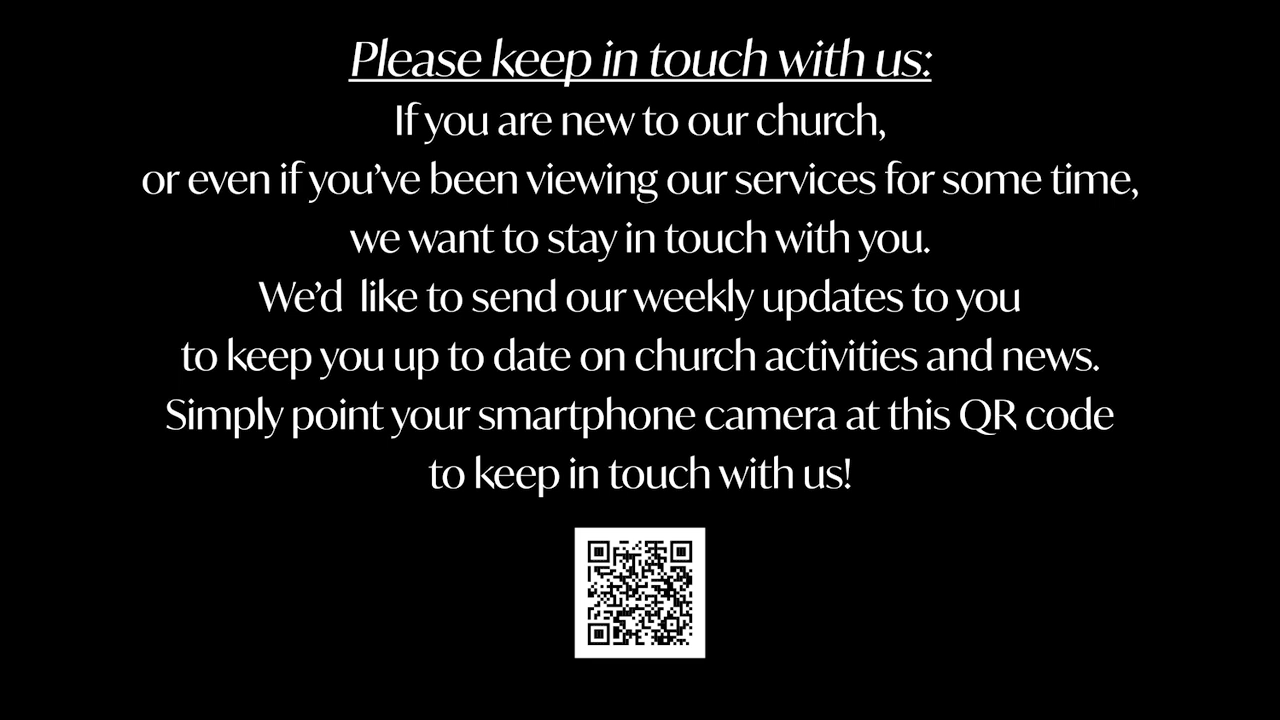 Please keep in touch with us:
If you are new to our church,
or even if you’ve been viewing our services for some time,
we want to stay in touch with you.
We’d  like to send our weekly updates to you
to keep you up to date on church activities and news.
Simply point your smartphone camera at this QR code
to keep in touch with us!